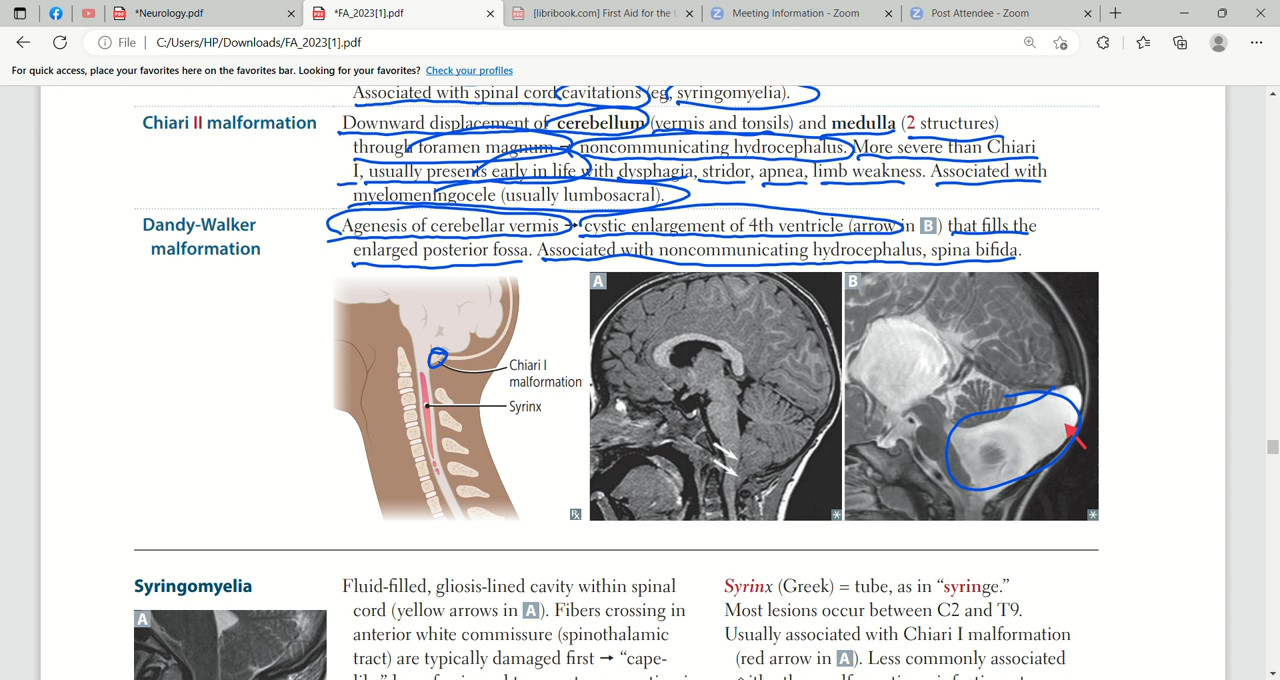 *Neurology.pdf
*FA_2023[1].pdf
[libribook.com] First Aid for the
Meeting Information - Zoom
Post Attendee - Zoom
File
C:/Users/HP/Downloads/FA_2023[1].pdf
For quick access, place your favorites here on the favorites bar. Looking for your favorites? Check your profiles
Associated with spinal cord cavitations (eg, syringomyelia).
Chiari II malformation
Downward displacement of cerebellum (vermis and tonsils) and medulla (2 structures)
through foramen magnum → noncommunicating hydrocephalus. More severe than Chiari
I, usually presents early in life with dysphagia, stridor, apnea, limb weakness. Associated with
myelomeningocele (usually lumbosacral).
Dandy-Walker
malformation
Agenesis of cerebellar vermis → cystic enlargement of 4th ventricle (arrow in B) that fills the
enlarged posterior fossa. Associated with noncommunicating hydrocephalus, spina bifida.
Chiari I
malformation
Syrinx
Rx
A
B
Syringomyelia
A
Fluid-filled, gliosis-lined cavity within spinal
cord (yellow arrows in A). Fibers crossing in
anterior white commissure (spinothalamic
tract) are typically damaged first → “cape-
Syrinx (Greek) = tube, as in “syringe.”
Most lesions occur between C2 and T9.
Usually associated with Chiari I malformation
(red arrow in A). Less commonly associated